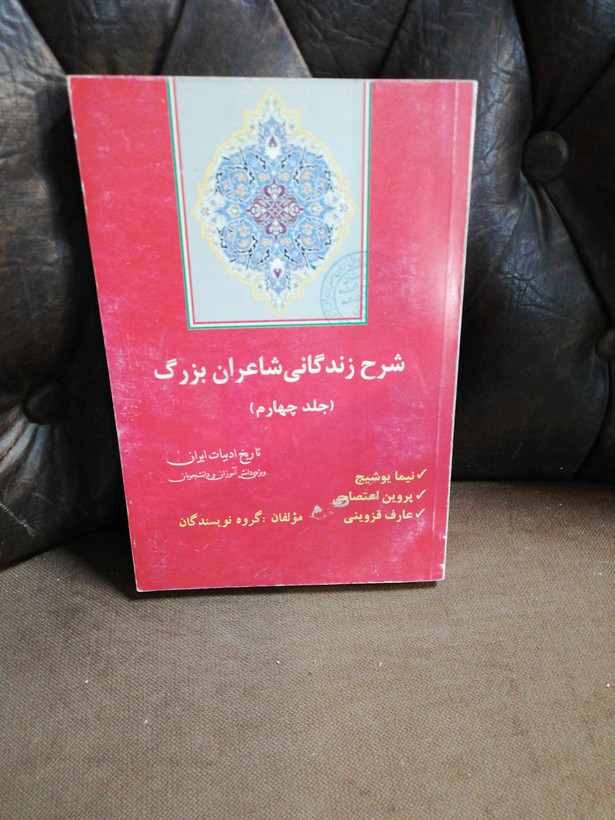 شرح زندگانی شاعران بزرگ
(جلد چهارم)
تاریخ ادبیات ایران
ویژه‌ی دانش آموزان و دانشجویان
✓ نیما یوشیج
✓ پروین اعتصامی
✓ عارف قزوینی
مؤلفان : گروه نویسندگان